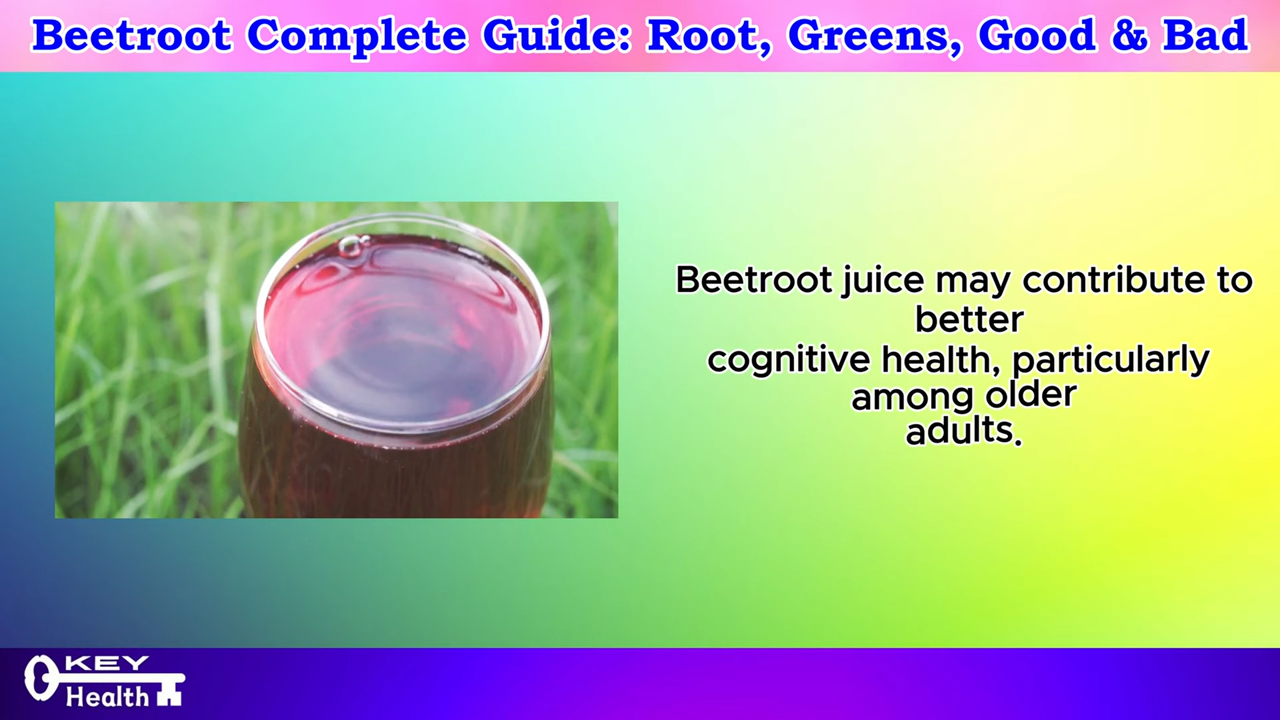 Beetroot Complete Guide: Root, Greens, Good & Bad
Beetroot juice may contribute to
better
cognitive health, particularly
among older
adults.
KEY
Health